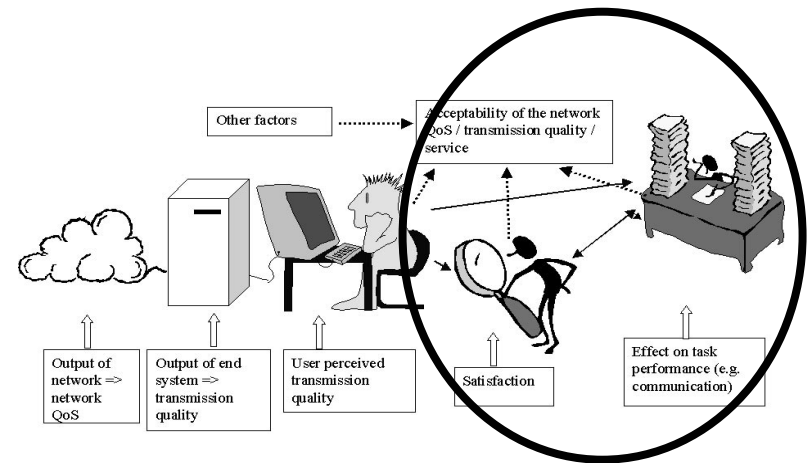 Other factors
Acceptability of the network
QoS / transmission quality /
service
Output of
network =>
network
QoS
Output of end
system =>
transmission
quality
User perceived
transmission
quality
Satisfaction
Effect on task
performance (e.g.
communication)